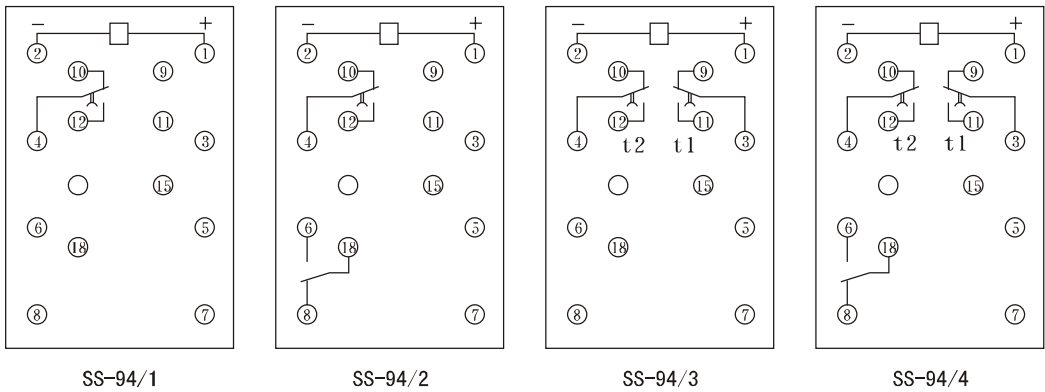 − + − + − + − +
② ① ② ① ② ① ② ①
⑩ ⑨ ⑩ ⑨ ⑩ ⑨ ⑩ ⑨
⑫ ⑪ ⑫ ⑪ ⑫ ⑪ ⑫ ⑪
④ ③ ④ ③ ④ t2 t1 ③ ④ t2 t1 ③
⑮ ⑮ ⑮ ⑮
⑥ ⑤ ⑥ ⑤ ⑥ ⑤ ⑥ ⑤
⑱ ⑱ ⑱ ⑱
⑧ ⑦ ⑧ ⑦ ⑧ ⑦ ⑧ ⑦
SS-94/1 SS-94/2 SS-94/3 SS-94/4